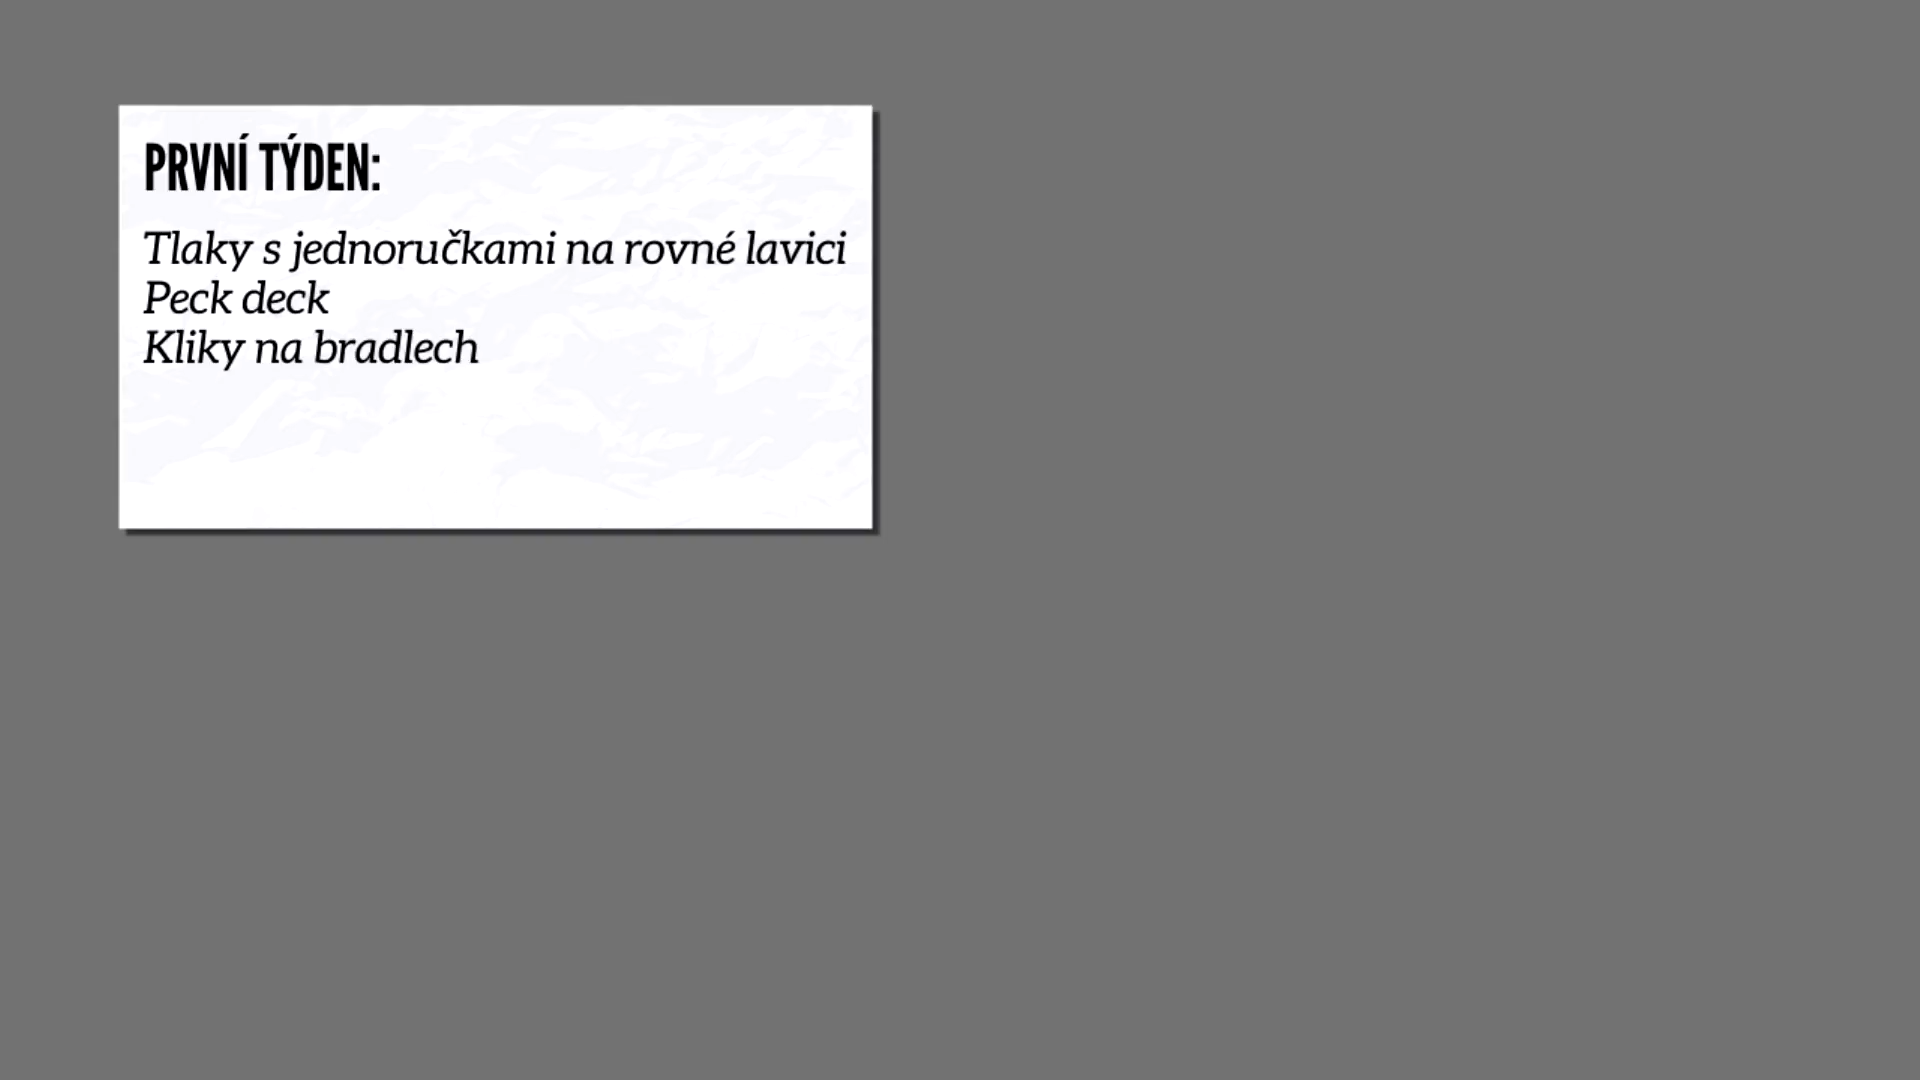 PRVNÍ TÝDEN:
Tlaky s jednoručkami na rovné lavici
Peck deck
Kliky na bradlech